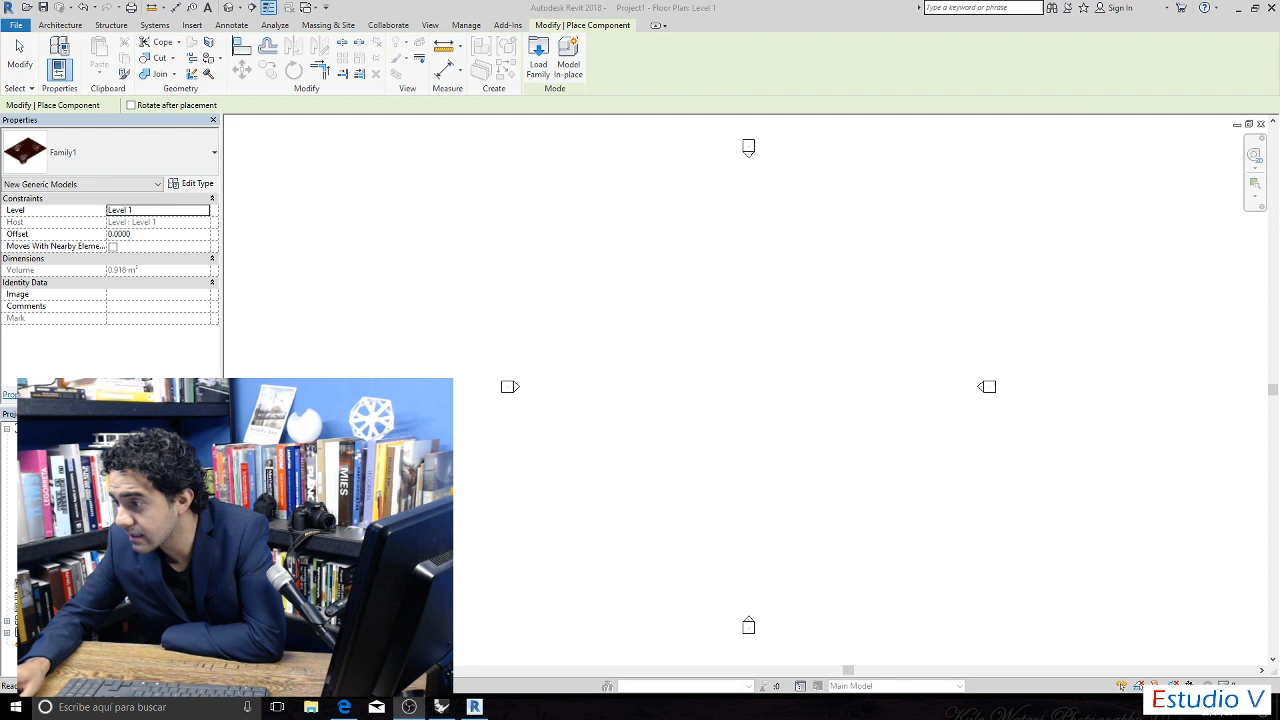 Autodesk Revit 2018 - Project1 - Floor Plan: Level 1
Type a keyword or phrase
Sign In
File Architecture Structure Systems Insert Annotate Analyze Massing & Site Collaborate View Manage Add-Ins Modify | Place Component
Modify
Paste
Cope
Cut
Join
Load Family
Model In-place
Select Properties Clipboard Geometry Modify View Measure Create Mode
Modify | Place Component Rotate after placement
Properties
Family1
New Generic Models Edit Type
Constraints
Level Level 1
Host Level : Level 1
Offset 0.0000
Moves With Nearby Eleme...
Dimensions
Volume 0.918 m³
Identity Data
Image
Comments
Mark
LEGORRETA
MIES
:0
Main Model
Escribe aquí para buscar
Estudio V